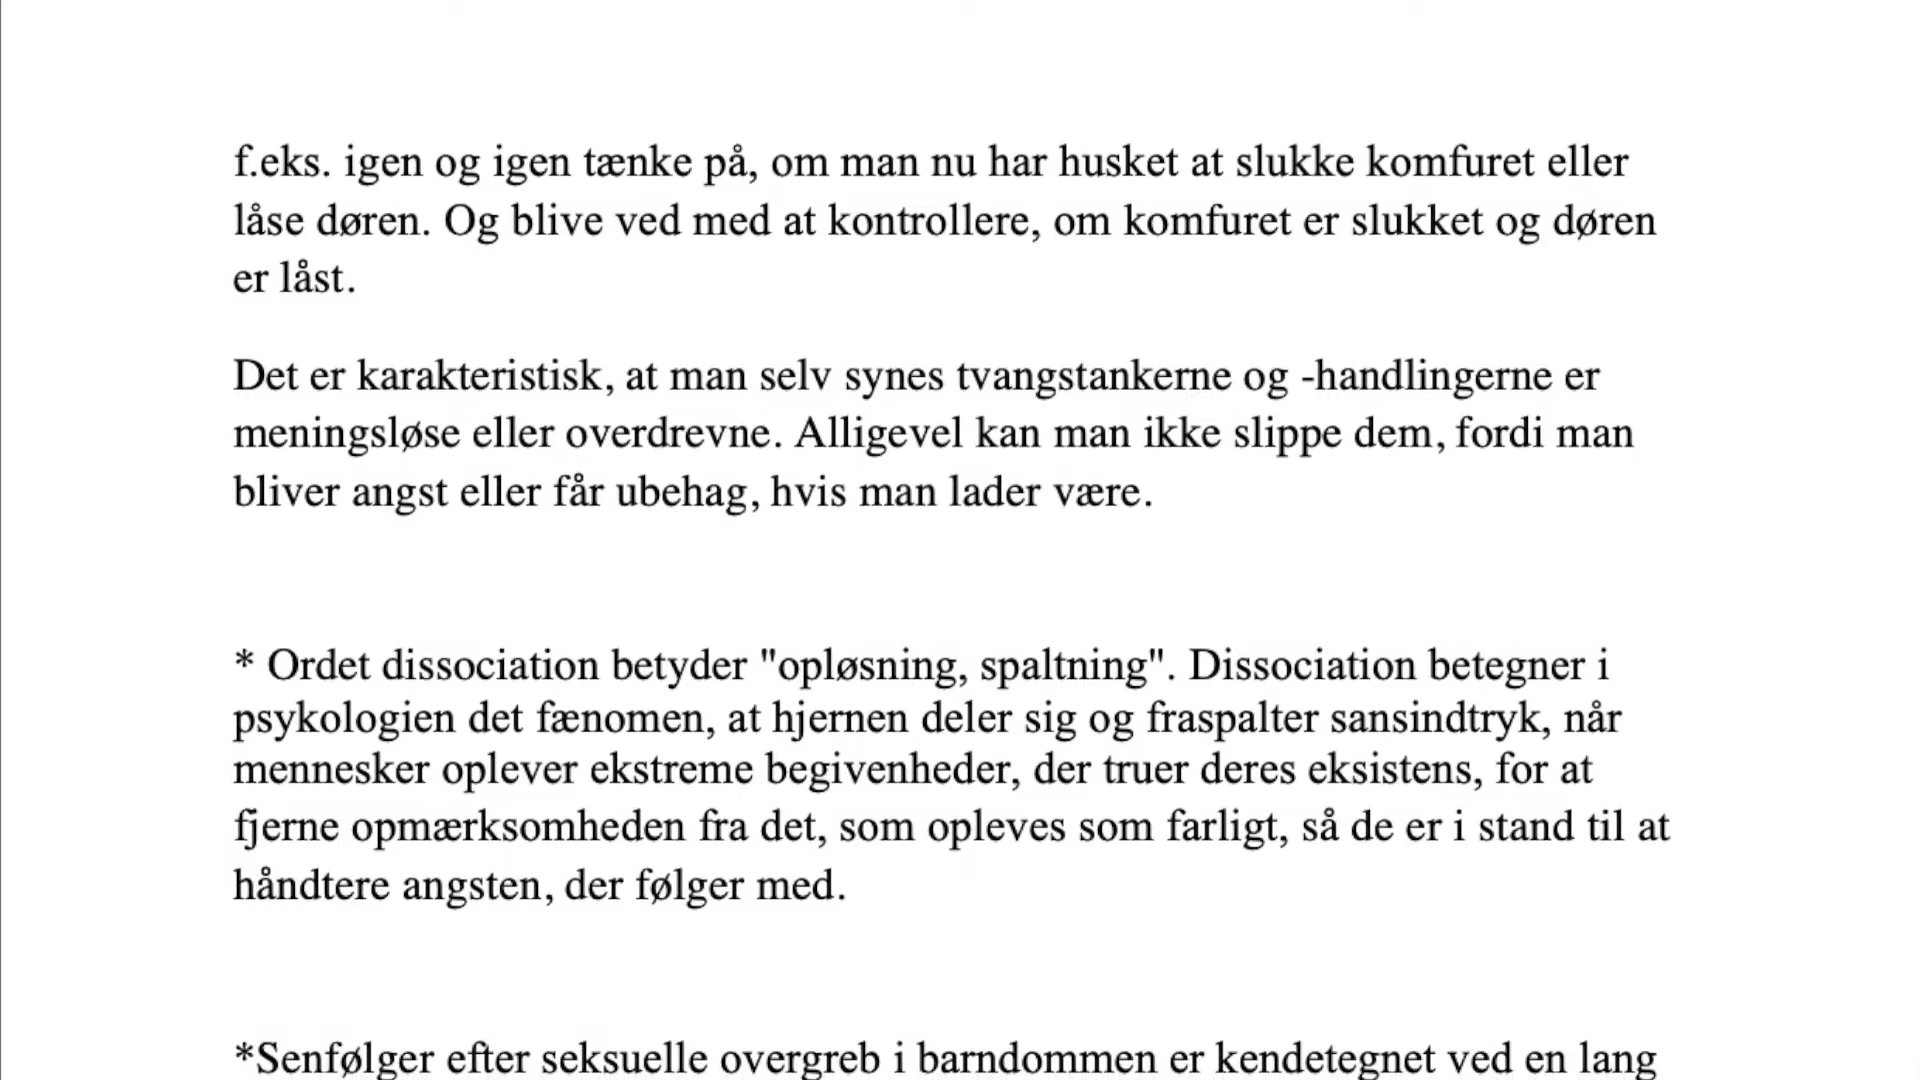 f.eks. igen og igen tænke på, om man nu har husket at slukke komfuret eller
låse døren. Og blive ved med at kontrollere, om komfuret er slukket og døren
er låst.
Det er karakteristisk, at man selv synes tvangstankerne og -handlingerne er
meningsløse eller overdrevne. Alligevel kan man ikke slippe dem, fordi man
bliver angst eller får ubehag, hvis man lader være.
* Ordet dissociation betyder "opløsning, spaltning". Dissociation betegner i
psykologien det fænomen, at hjernen deler sig og fraspalter sansindtryk, når
mennesker oplever ekstreme begivenheder, der truer deres eksistens, for at
fjerne opmærksomheden fra det, som opleves som farligt, så de er i stand til at
håndtere angsten, der følger med.
*Senfølger efter seksuelle overgreb i barndommen er kendetegnet ved en lang